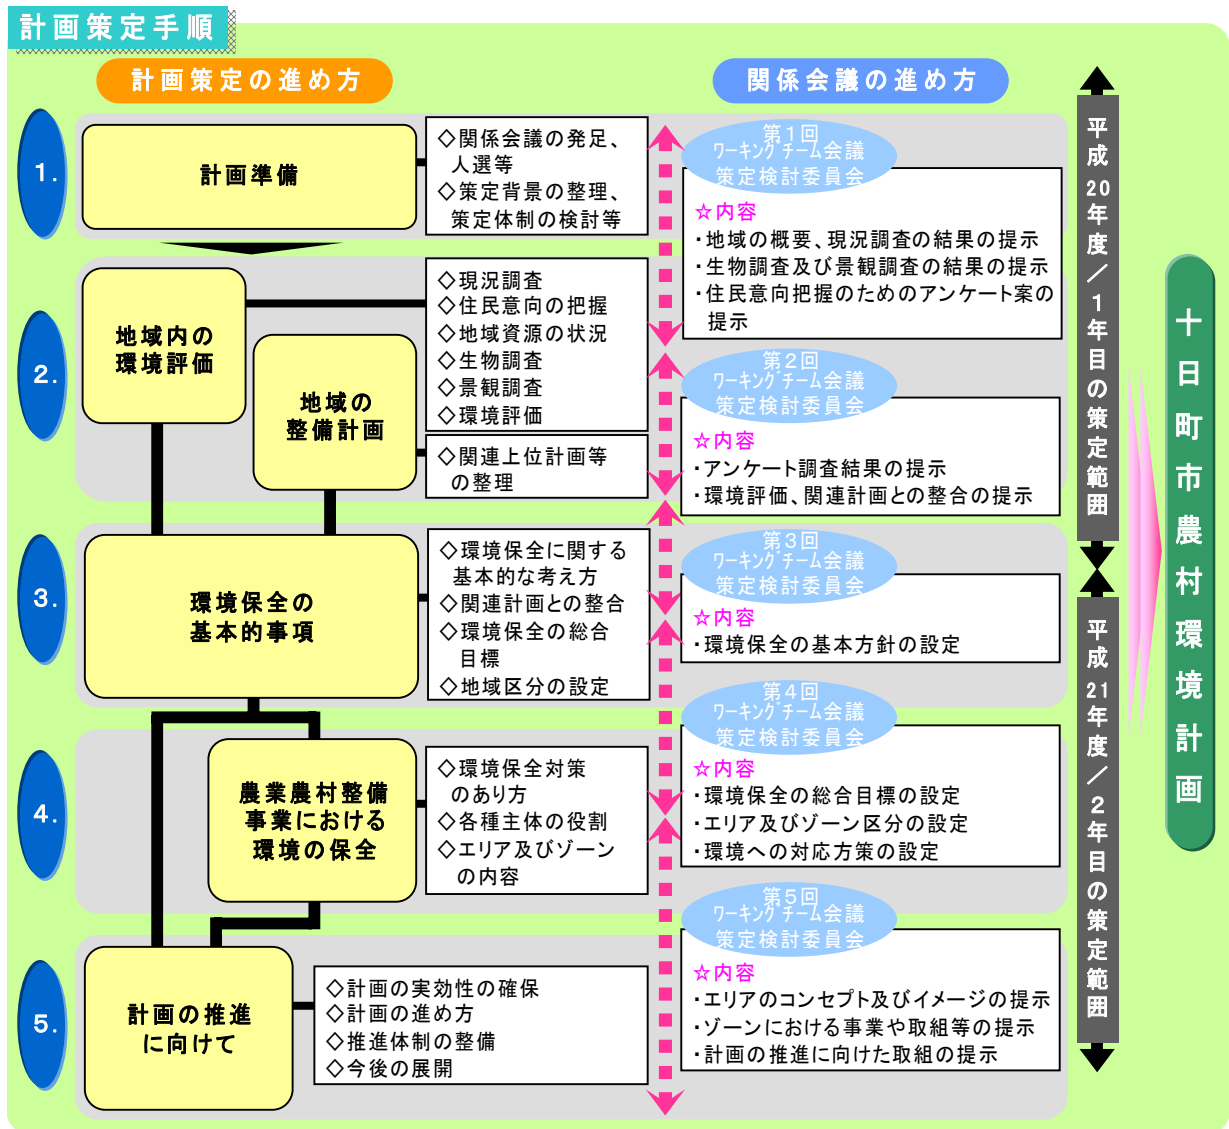 計画策定手順
計画策定の進め方
関係会議の進め方
1.
計画準備
◇関係会議の発足、
人選等
◇策定背景の整理、
策定体制の検討等
第1回
ワーキングチーム会議
策定検討委員会
☆内容
・地域の概要、現況調査の結果の提示
・生物調査及び景観調査の結果の提示
・住民意向把握のためのアンケート案の
提示
2.
地域内の
環境評価
地域の
整備計画
◇現況調査
◇住民意向の把握
◇地域資源の状況
◇生物調査
◇景観調査
◇環境評価
◇関連上位計画等
の整理
第2回
ワーキングチーム会議
策定検討委員会
☆内容
・アンケート調査結果の提示
・環境評価、関連計画との整合の提示
3.
環境保全の
基本的事項
◇環境保全に関する
基本的な考え方
◇関連計画との整合
◇環境保全の総合
目標
◇地域区分の設定
第3回
ワーキングチーム会議
策定検討委員会
☆内容
・環境保全の基本方針の設定
4.
農業農村整備
事業における
環境の保全
◇環境保全対策
のあり方
◇各種主体の役割
◇エリア及びゾーン
の内容
第4回
ワーキングチーム会議
策定検討委員会
☆内容
・環境保全の総合目標の設定
・エリア及びゾーン区分の設定
・環境への対応方策の設定
5.
計画の推進
に向けて
◇計画の実効性の確保
◇計画の進め方
◇推進体制の整備
◇今後の展開
第5回
ワーキングチーム会議
策定検討委員会
☆内容
・エリアのコンセプト及びイメージの提示
・ゾーンにおける事業や取組等の提示
・計画の推進に向けた取組の提示
平成20年度／1年目の策定範囲
平成21年度／2年目の策定範囲
十日町市農村環境計画